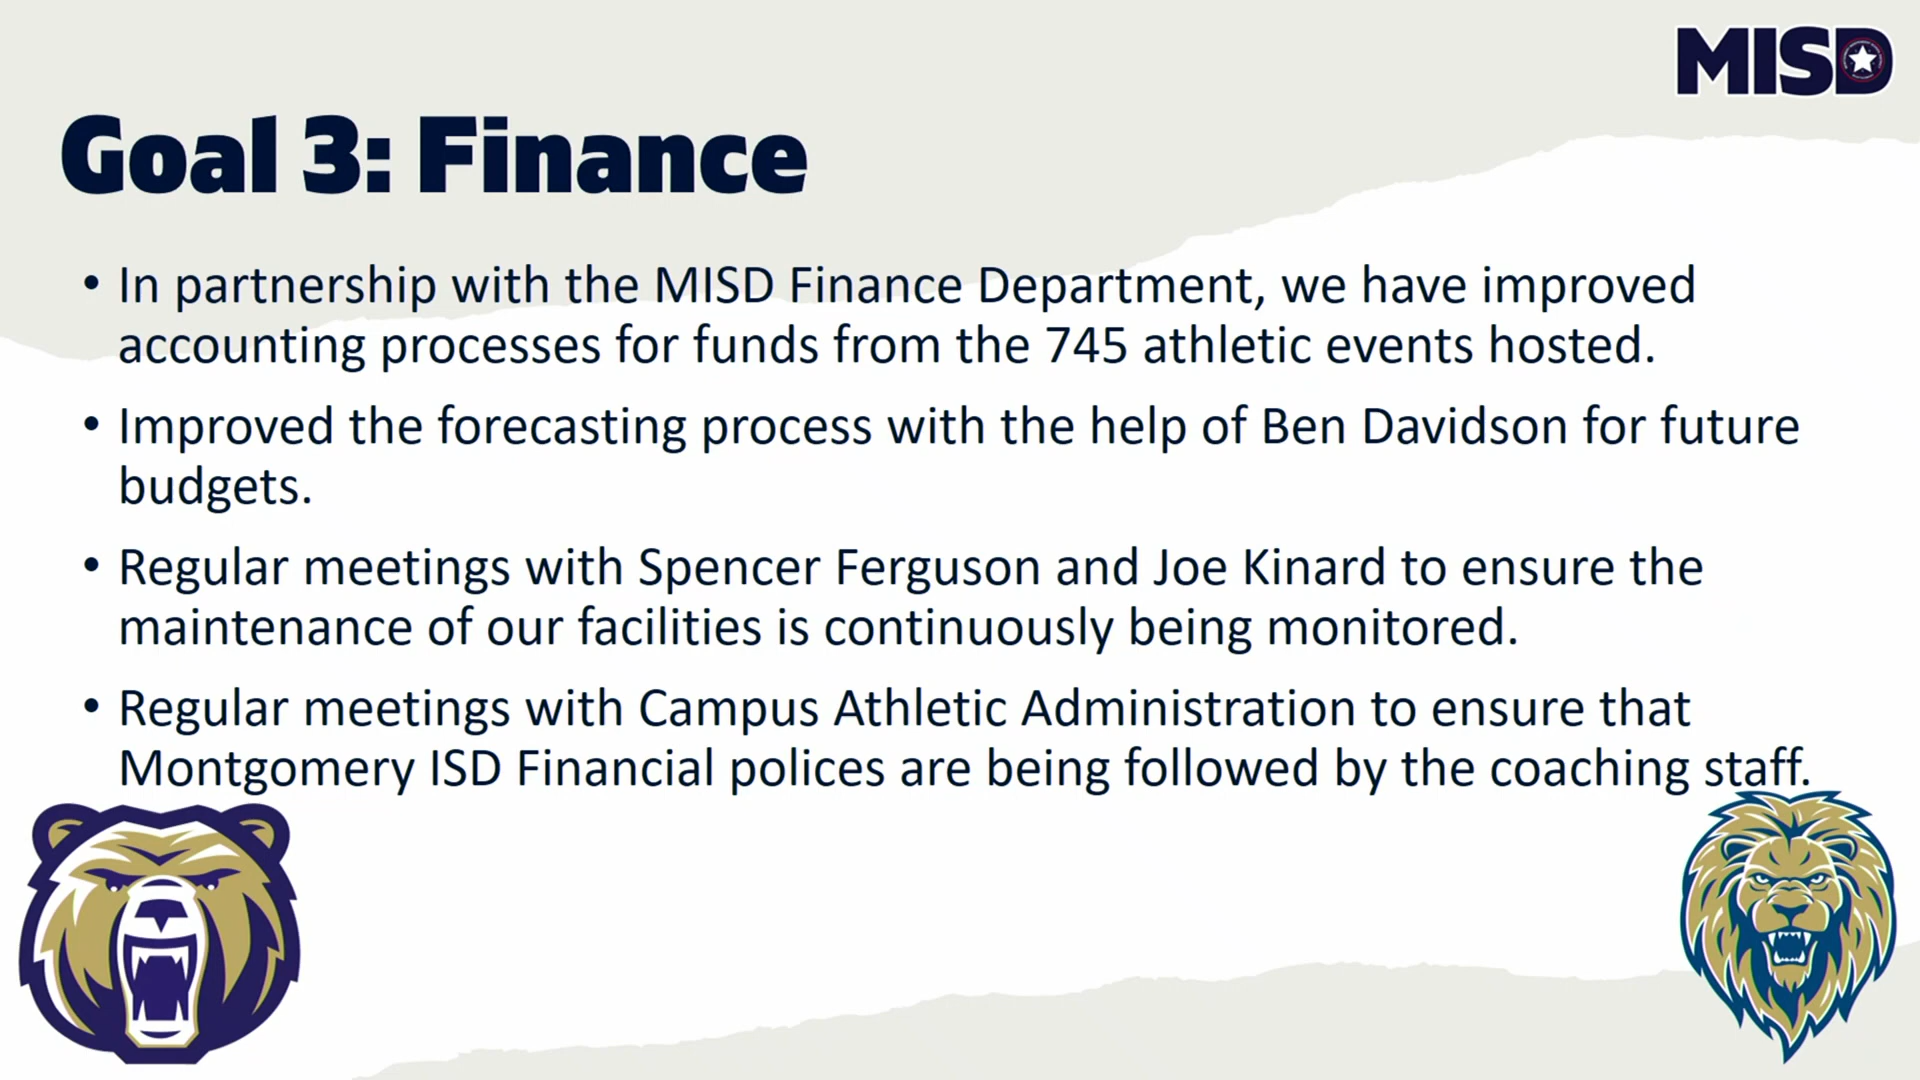 MISD
Goal 3: Finance
• In partnership with the MISD Finance Department, we have improved
accounting processes for funds from the 745 athletic events hosted.
• Improved the forecasting process with the help of Ben Davidson for future
budgets.
• Regular meetings with Spencer Ferguson and Joe Kinard to ensure the
maintenance of our facilities is continuously being monitored.
• Regular meetings with Campus Athletic Administration to ensure that
Montgomery ISD Financial polices are being followed by the coaching staff.